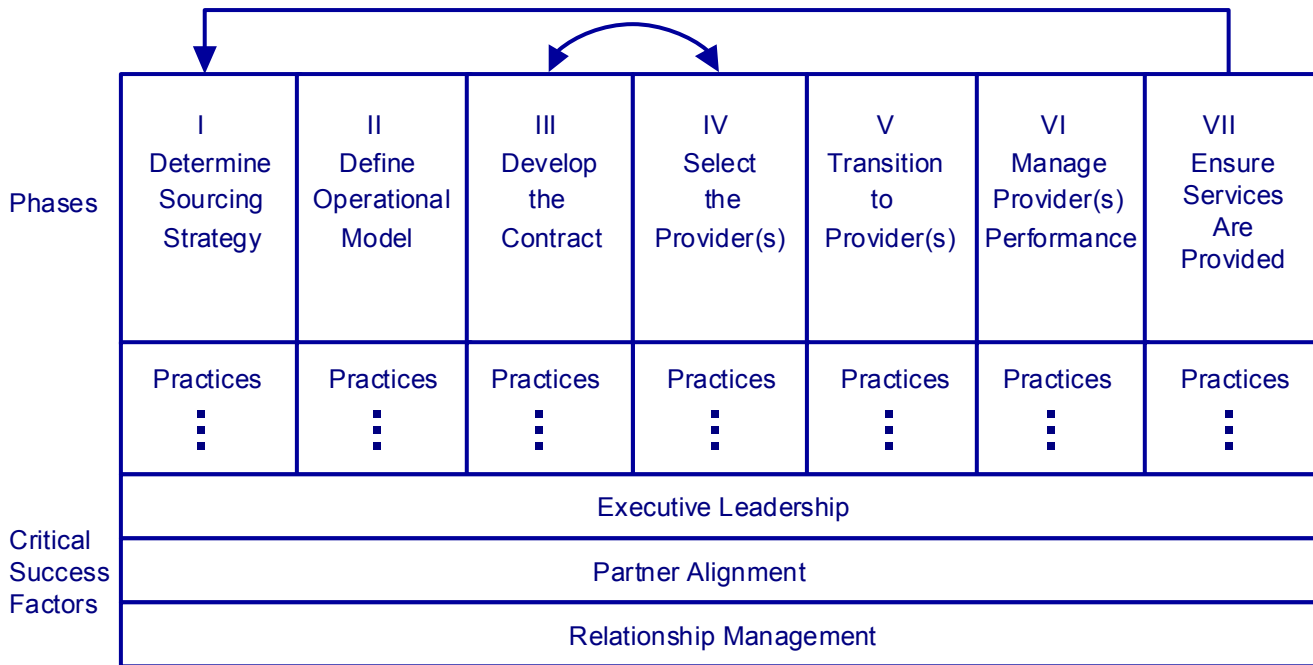 Phases
I
Determine
Sourcing
Strategy
II
Define
Operational
Model
III
Develop
the
Contract
IV
Select
the
Provider(s)
V
Transition
to
Provider(s)
VI
Manage
Provider(s)
Performance
VII
Ensure
Services
Are
Provided
Practices
Practices
Practices
Practices
Practices
Practices
Practices
Critical
Success
Factors
Executive Leadership
Partner Alignment
Relationship Management